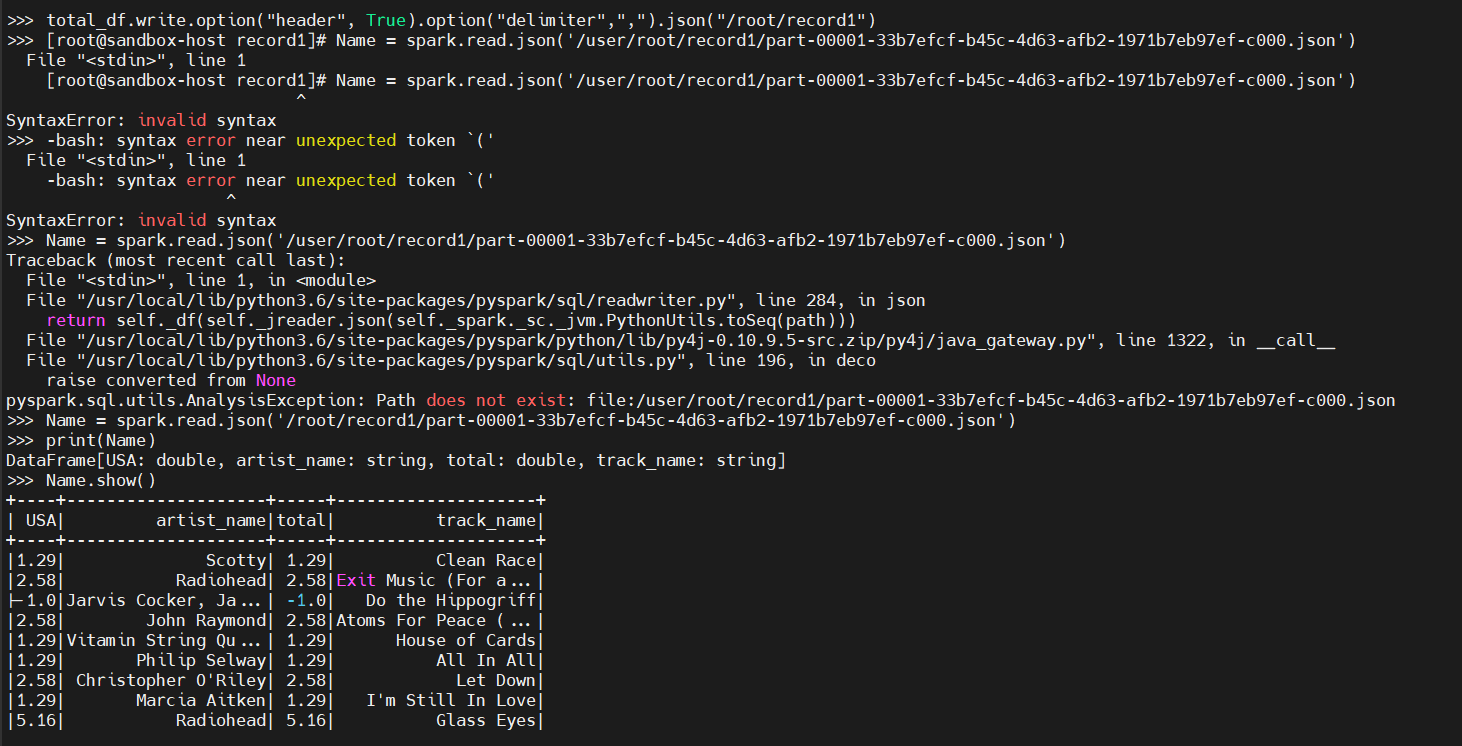 >>> total_df.write.option("header", True).option("delimiter",",").json("/root/record1")
>>> [root@sandbox-host record1]# Name = spark.read.json('/user/root/record1/part-00001-33b7efcf-b45c-4d63-afb2-1971b7eb97ef-c000.json')
  File "<stdin>", line 1
    [root@sandbox-host record1]# Name = spark.read.json('/user/root/record1/part-00001-33b7efcf-b45c-4d63-afb2-1971b7eb97ef-c000.json')
                             ^
SyntaxError: invalid syntax
>>> -bash: syntax error near unexpected token `('
  File "<stdin>", line 1
    -bash: syntax error near unexpected token `('
                      ^
SyntaxError: invalid syntax
>>> Name = spark.read.json('/user/root/record1/part-00001-33b7efcf-b45c-4d63-afb2-1971b7eb97ef-c000.json')
Traceback (most recent call last):
  File "<stdin>", line 1, in <module>
  File "/usr/local/lib/python3.6/site-packages/pyspark/sql/readwriter.py", line 284, in json
    return self._df(self._jreader.json(self._spark._sc._jvm.PythonUtils.toSeq(path)))
  File "/usr/local/lib/python3.6/site-packages/pyspark/python/lib/py4j-0.10.9.5-src.zip/py4j/java_gateway.py", line 1322, in __call__
  File "/usr/local/lib/python3.6/site-packages/pyspark/sql/utils.py", line 196, in deco
    raise converted from None
pyspark.sql.utils.AnalysisException: Path does not exist: file:/user/root/record1/part-00001-33b7efcf-b45c-4d63-afb2-1971b7eb97ef-c000.json
>>> Name = spark.read.json('/root/record1/part-00001-33b7efcf-b45c-4d63-afb2-1971b7eb97ef-c000.json')
>>> print(Name)
DataFrame[USA: double, artist_name: string, total: double, track_name: string]
>>> Name.show()
+----+--------------------+-----+--------------------+
| USA|         artist_name|total|          track_name|
+----+--------------------+-----+--------------------+
|1.29|              Scotty| 1.29|          Clean Race|
|2.58|           Radiohead| 2.58|Exit Music (For a...|
|-1.0|Jarvis Cocker, Ja...| -1.0|   Do the Hippogriff|
|2.58|        John Raymond| 2.58|Atoms For Peace (...|
|1.29|Vitamin String Qu...| 1.29|      House of Cards|
|1.29|       Philip Selway| 1.29|          All In All|
|2.58| Christopher O'Riley| 2.58|            Let Down|
|1.29|       Marcia Aitken| 1.29|   I'm Still In Love|
|5.16|           Radiohead| 5.16|          Glass Eyes|